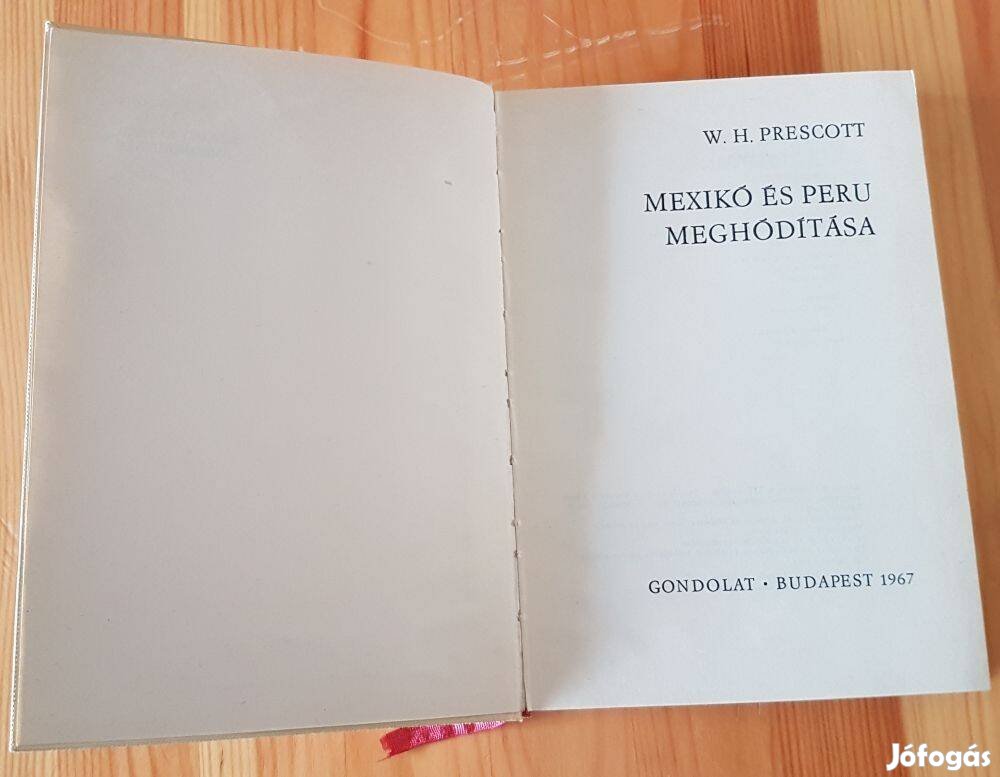 W. H. PRESCOTT
MEXIKÓ ÉS PERU
MEGHÓDÍTÁSA
GONDOLAT • BUDAPEST 1967
Jófogás